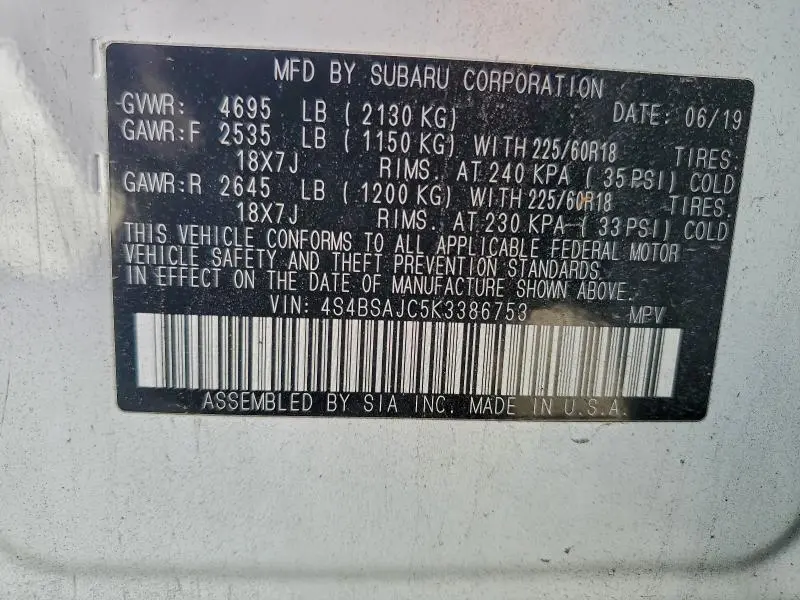 MFD BY SUBARU CORPORATION
GVWR: 4695 LB ( 2130 KG) DATE: 06/19
GAWR:F 2535 LB ( 1150 KG) WITH 225/60R18 TIRES.
18X7J RIMS. AT 240 KPA ( 35 PSI) COLD
GAWR:R 2645 LB ( 1200 KG) WITH 225/60R18 TIRES.
18X7J RIMS. AT 230 KPA ( 33 PSI) COLD
THIS VEHICLE CONFORMS TO ALL APPLICABLE FEDERAL MOTOR
VEHICLE SAFETY AND THEFT PREVENTION STANDARDS
IN EFFECT ON THE DATE OF MANUFACTURE SHOWN ABOVE.
VIN: 4S4BSAJC5K3386753 MPV
ASSEMBLED BY SIA INC. MADE IN U.S.A.